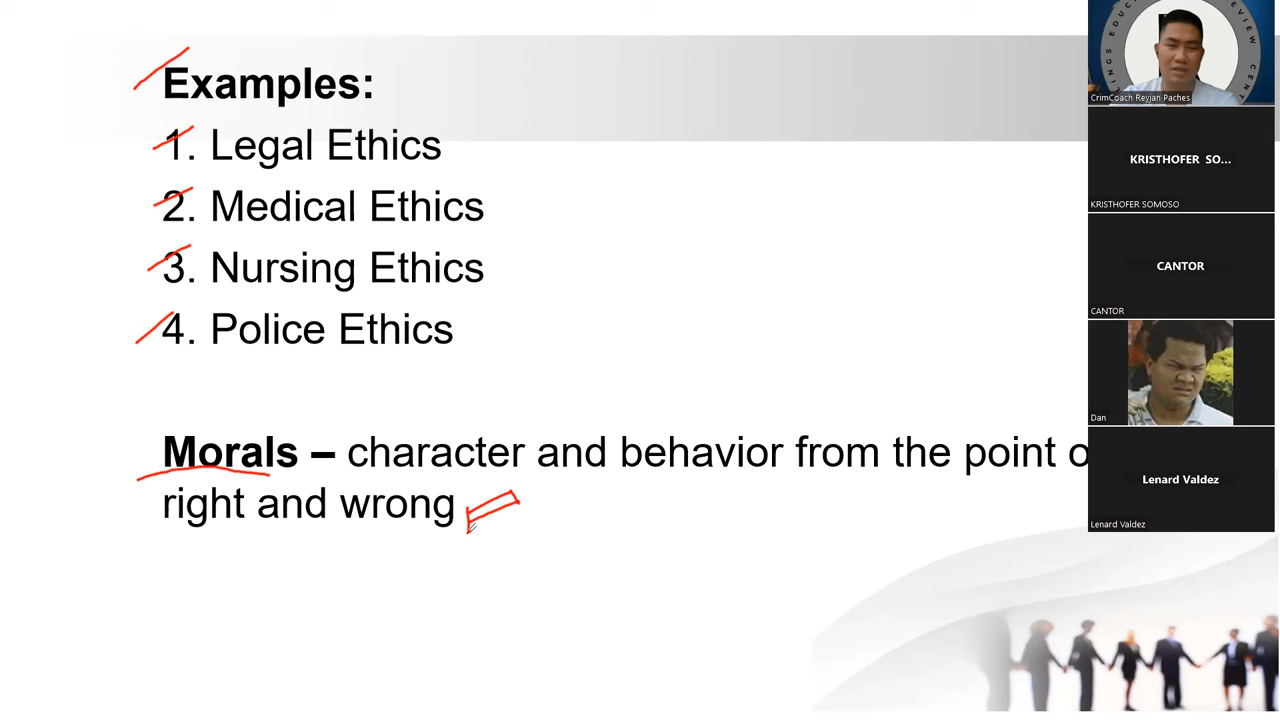 Examples:
1. Legal Ethics
2. Medical Ethics
3. Nursing Ethics
4. Police Ethics
Morals – character and behavior from the point
right and wrong
CrimCoach Reyjan Paches
KRISTHOFER SO...
KRISTHOFER SOMOSO
CANTOR
CANTOR
Dan
Lenard Valdez
Lenard Valdez